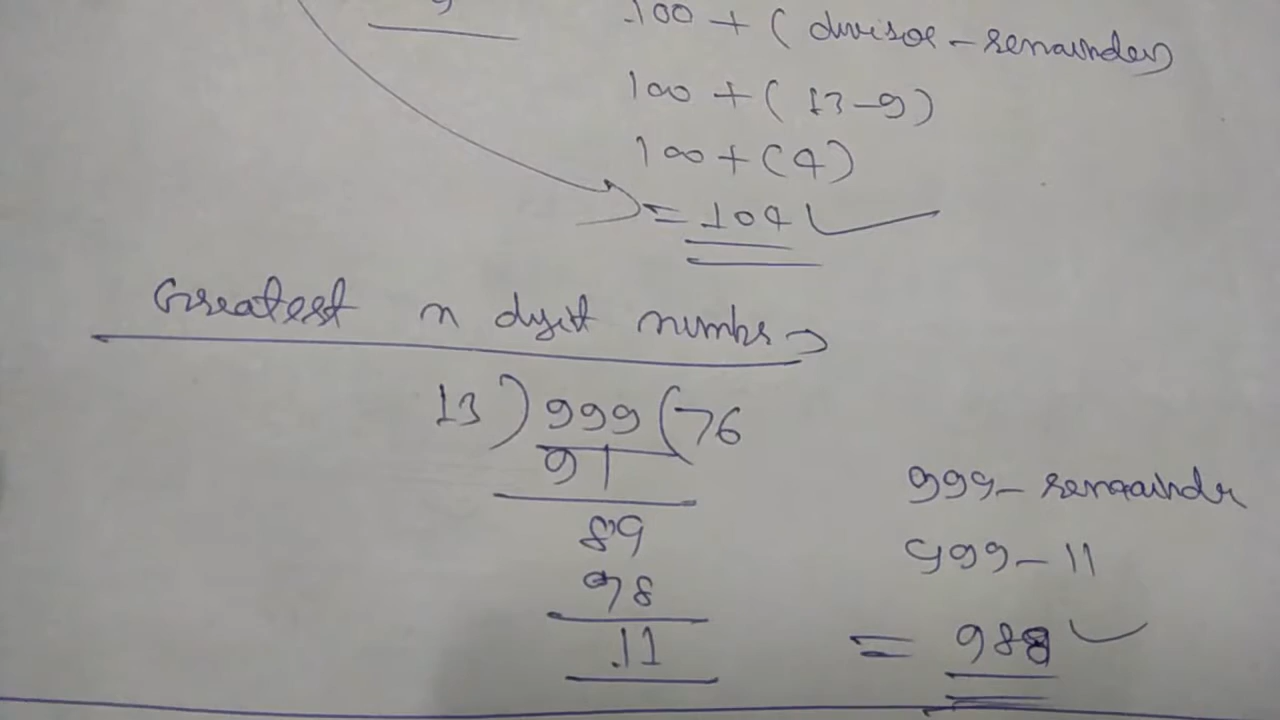 9
100 + ( divisor - remainder)
100 + ( 13-9)
100 + (4)
= 104
Greatest n digit number →
13 ) 999 ( 76
91
89
78
11
999 - remainder
999 - 11
= 988